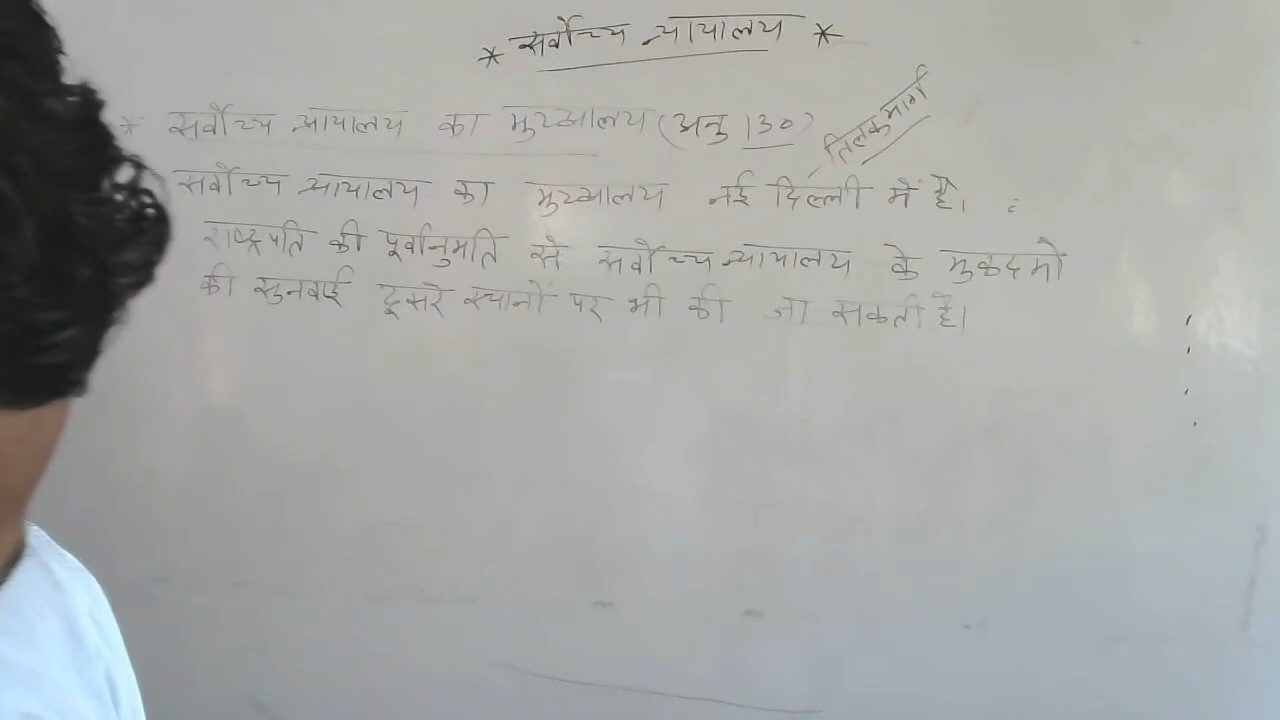 * सर्वोच्च न्यायालय *
* सर्वोच्च न्यायालय का मुख्यालय (अनु 130)
तिलक मार्ग
सर्वोच्च न्यायालय का मुख्यालय नई दिल्ली में है।
राष्ट्रपति की पूर्वानुमति से सर्वोच्च न्यायालय के मुकदमो
की सुनवाई दूसरे स्थानों पर भी की जा सकती है।